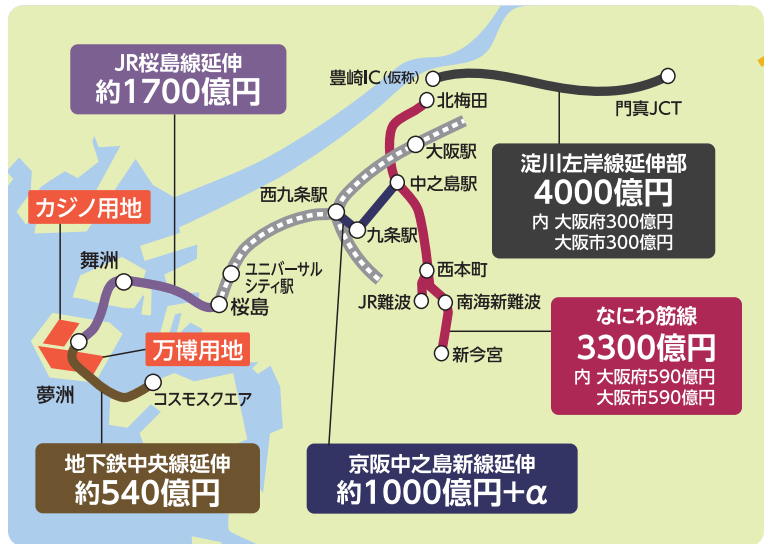 JR桜島線延伸
約1700億円
豊崎IC(仮称)
北梅田
門真JCT
大阪駅
淀川左岸線延伸部
4000億円
内 大阪府300億円
大阪市300億円
カジノ用地
西九条駅
中之島駅
九条駅
舞洲
ユニバーサル
シティ駅
桜島
西本町
JR難波
南海新難波
なにわ筋線
3300億円
内 大阪府590億円
大阪市590億円
万博用地
新今宮
夢洲
コスモスクエア
地下鉄中央線延伸
約540億円
京阪中之島新線延伸
約1000億円+α